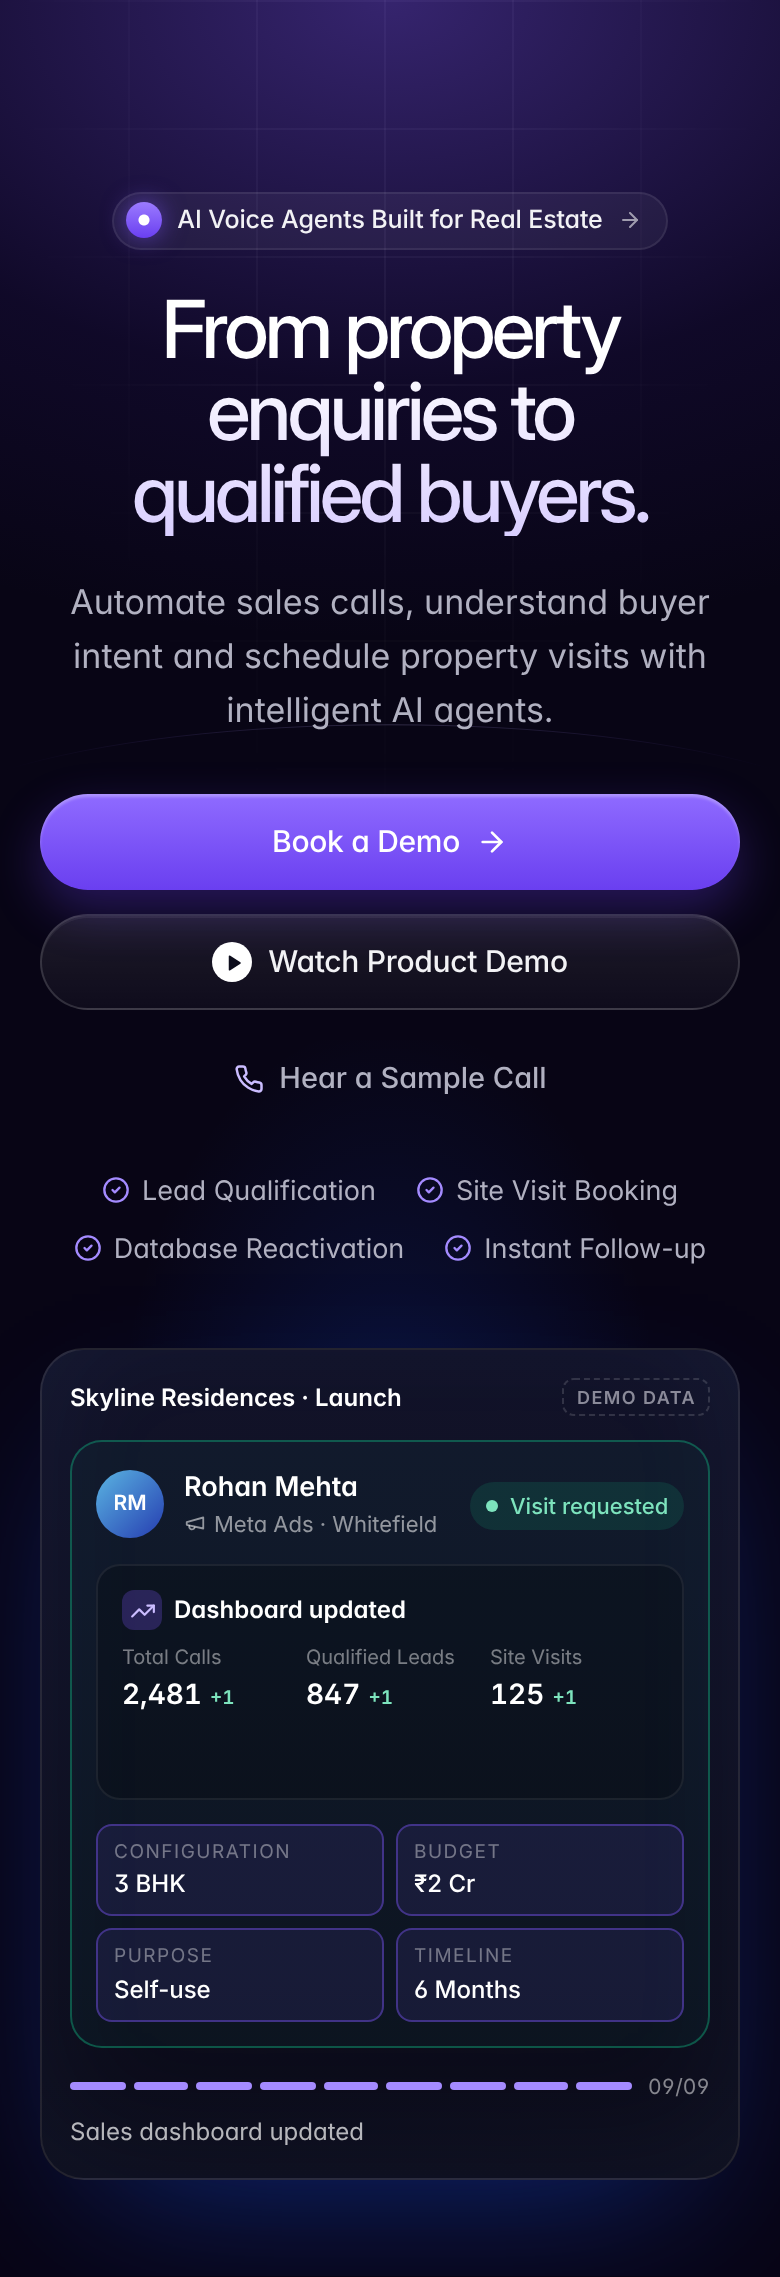 AI Voice Agents Built for Real Estate →
From property
enquiries to
qualified buyers.
Automate sales calls, understand buyer
intent and schedule property visits with
intelligent AI agents.
Book a Demo →
Watch Product Demo
Hear a Sample Call
Lead Qualification Site Visit Booking
Database Reactivation Instant Follow-up
Skyline Residences · Launch DEMO DATA
RM Rohan Mehta
Meta Ads · Whitefield Visit requested
Dashboard updated
Total Calls Qualified Leads Site Visits
2,481 +1 847 +1 125 +1
CONFIGURATION BUDGET
3 BHK ₹2 Cr
PURPOSE TIMELINE
Self-use 6 Months
09/09
Sales dashboard updated